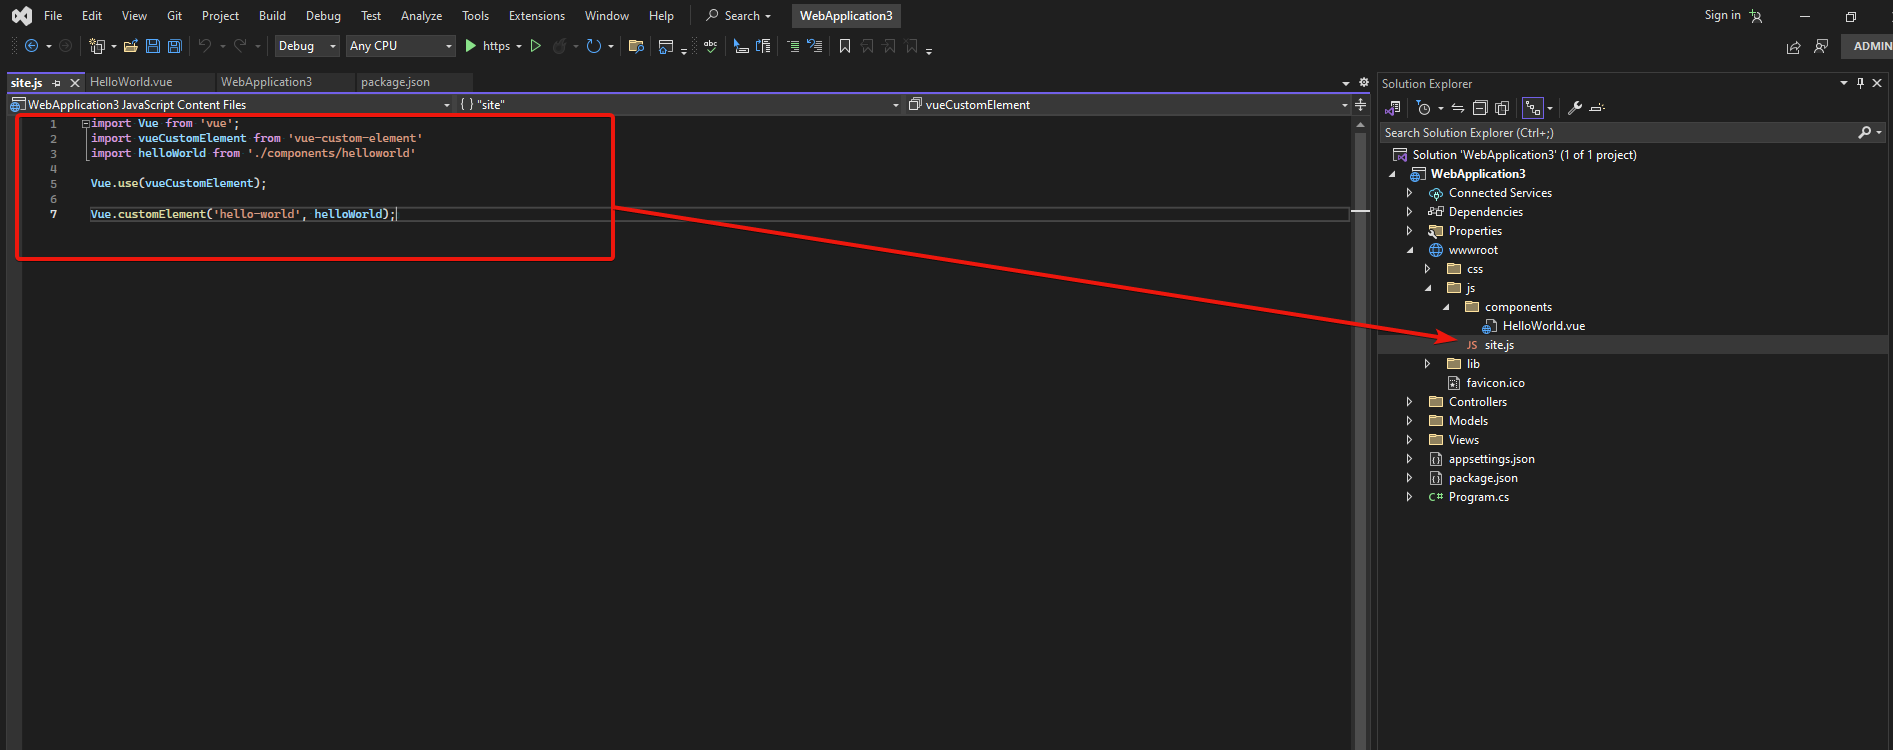 File Edit View Git Project Build Debug Test Analyze Tools Extensions Window Help Search WebApplication3 Sign in
Debug Any CPU https abc ADMIN
site.js HelloWorld.vue WebApplication3 package.json
WebApplication3 JavaScript Content Files { } "site" vueCustomElement
1 import Vue from 'vue';
2 import vueCustomElement from 'vue-custom-element'
3 import helloWorld from './components/helloworld'
4
5 Vue.use(vueCustomElement);
6
7 Vue.customElement('hello-world', helloWorld);
Solution Explorer
Search Solution Explorer (Ctrl+;)
Solution 'WebApplication3' (1 of 1 project)
WebApplication3
Connected Services
Dependencies
Properties
wwwroot
css
js
components
HelloWorld.vue
JS site.js
lib
favicon.ico
Controllers
Models
Views
appsettings.json
package.json
C# Program.cs